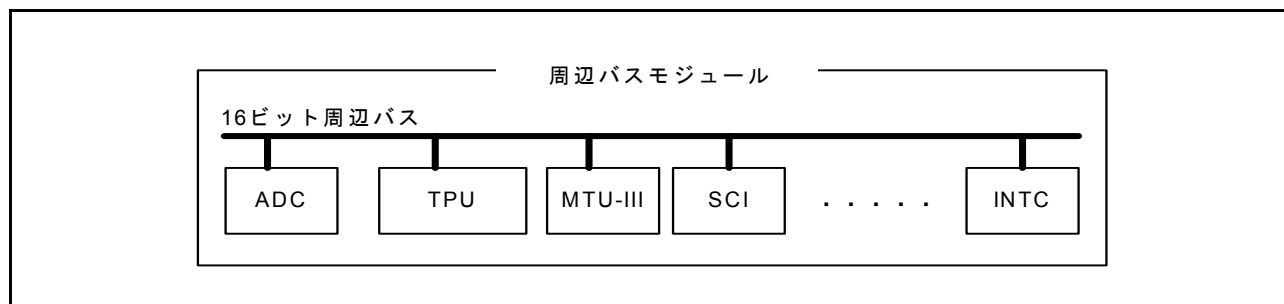 周辺バスモジュール
16ビット周辺バス
ADC TPU MTU-III SCI ..... INTC